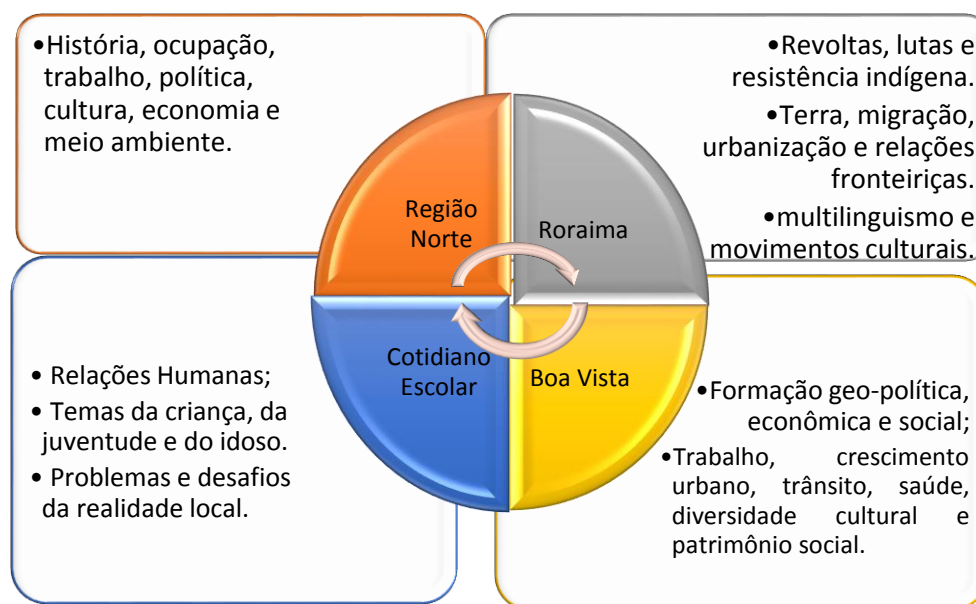 •História, ocupação,
trabalho, política,
cultura, economia e
meio ambiente.
•Revoltas, lutas e
resistência indígena.
•Terra, migração,
urbanização e relações
fronteiriças.
•multilinguismo e
movimentos culturais.
Região
Norte
Roraima
Cotidiano
Escolar
Boa Vista
• Relações Humanas;
• Temas da criança, da
juventude e do idoso.
• Problemas e desafios
da realidade local.
•Formação geo-política,
econômica e social;
•Trabalho, crescimento
urbano, trânsito, saúde,
diversidade cultural e
patrimônio social.